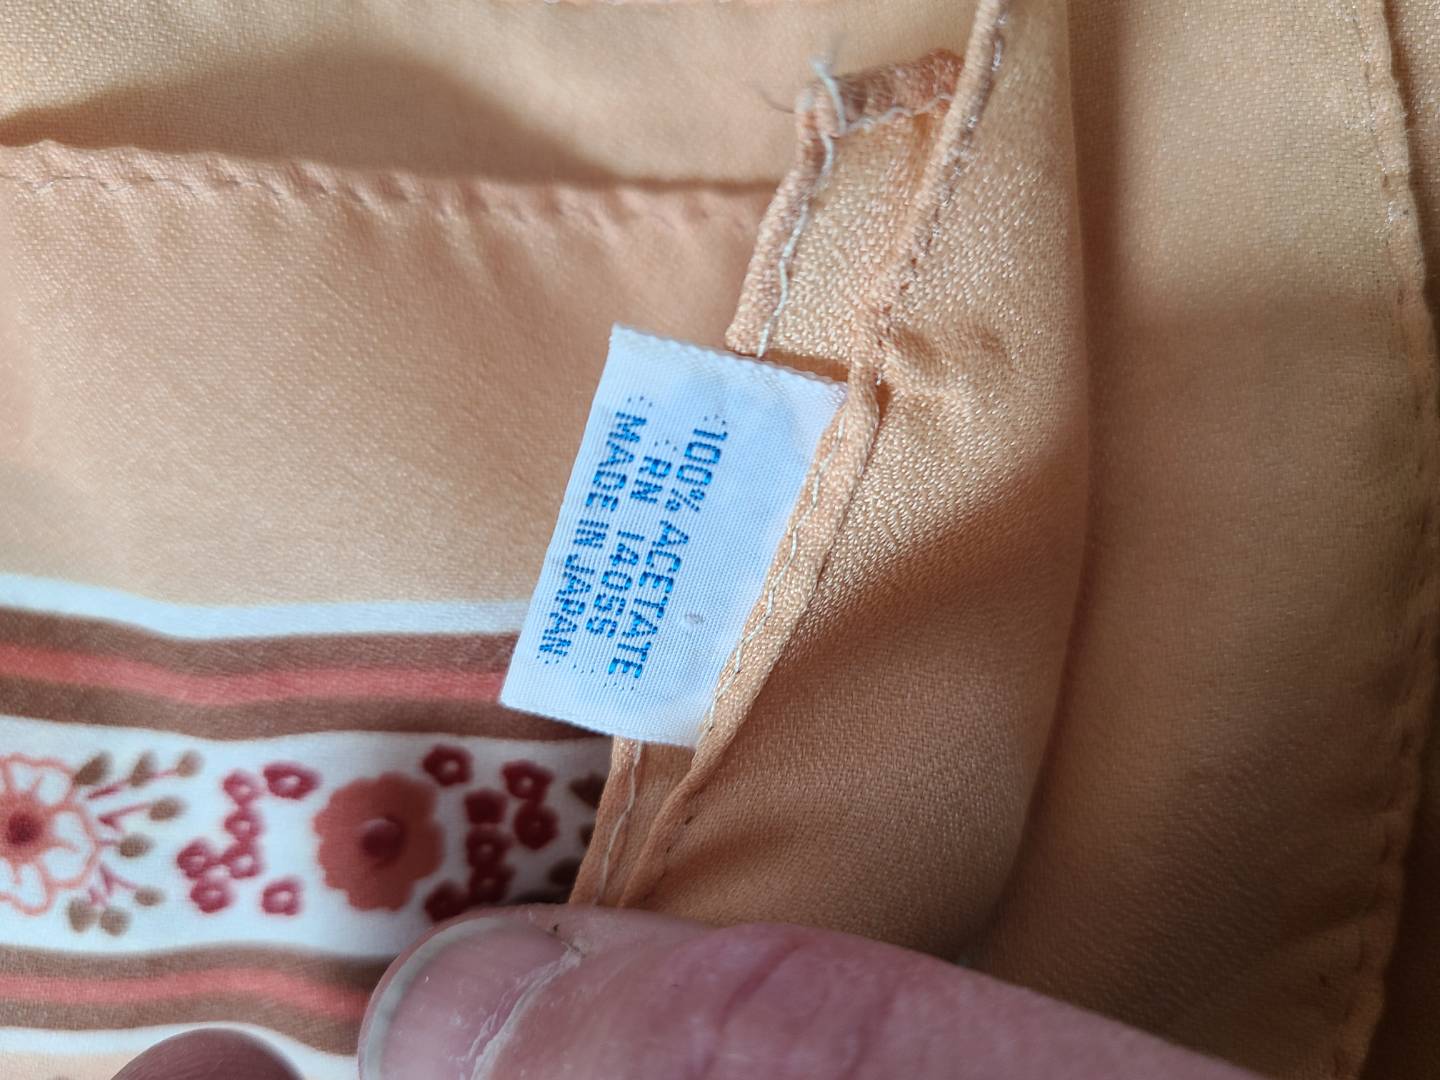 100% ACETATE
RN 14055
MADE IN JAPAN